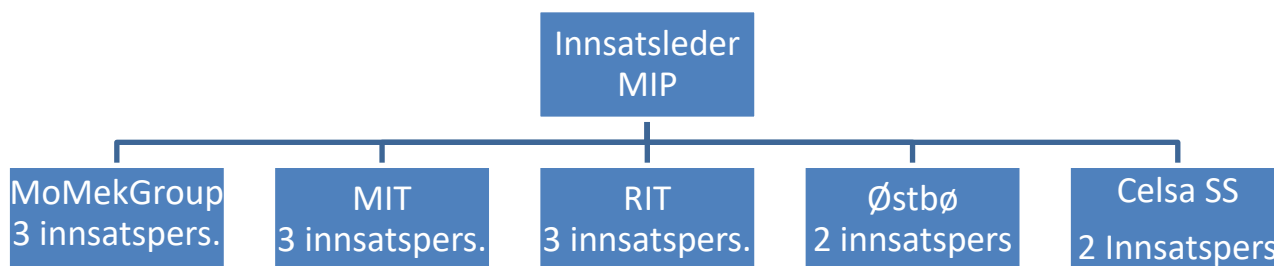 Innsatsleder
MIP
MoMekGroup
3 innsatspers.
MIT
3 innsatspers.
RIT
3 innsatspers.
Østbø
2 innsatspers
Celsa SS
2 Innsatspers